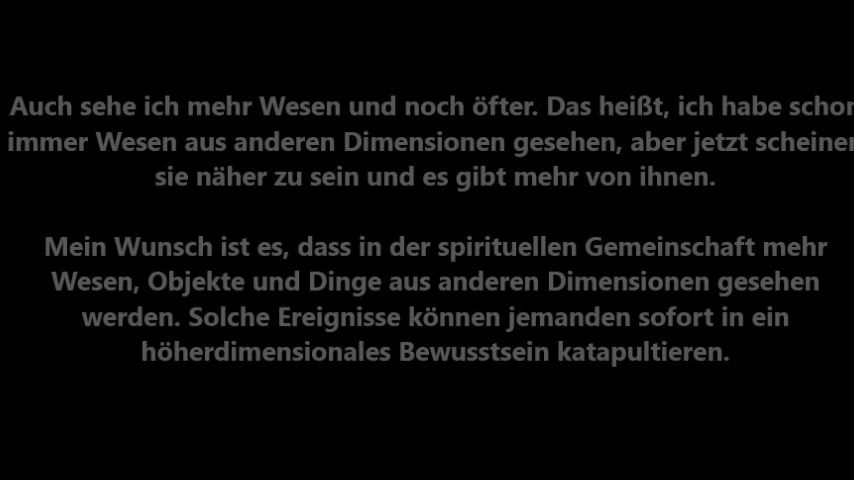 Auch sehe ich mehr Wesen und noch öfter. Das heißt, ich habe schon
immer Wesen aus anderen Dimensionen gesehen, aber jetzt scheinen
sie näher zu sein und es gibt mehr von ihnen.
Mein Wunsch ist es, dass in der spirituellen Gemeinschaft mehr
Wesen, Objekte und Dinge aus anderen Dimensionen gesehen
werden. Solche Ereignisse können jemanden sofort in ein
höherdimensionales Bewusstsein katapultieren.